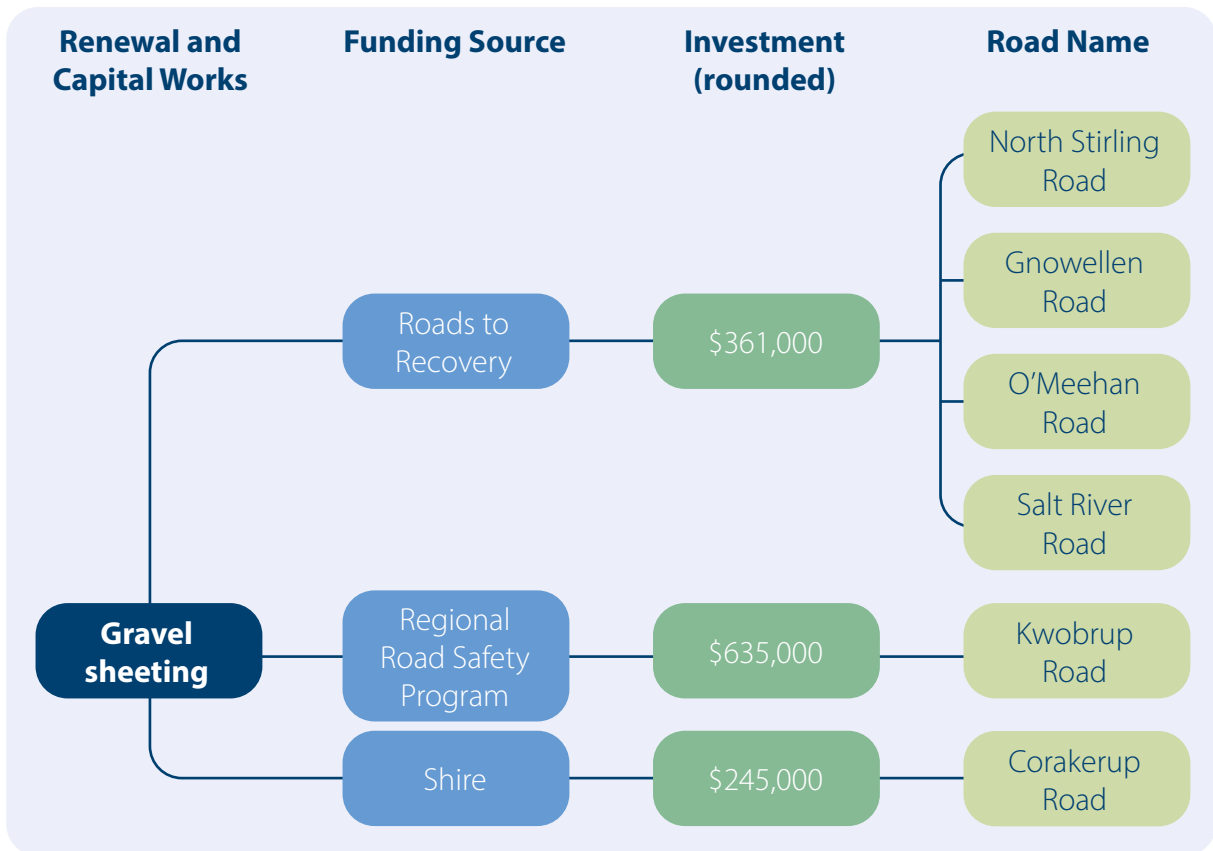 Renewal and
Capital Works
Funding Source
Investment
(rounded)
Road Name
North Stirling
Road
Gnowellen
Road
Roads to
Recovery
$361,000
O'Meehan
Road
Salt River
Road
Gravel
sheeting
Regional
Road Safety
Program
$635,000
Kwobrup
Road
Shire
$245,000
Corakerup
Road